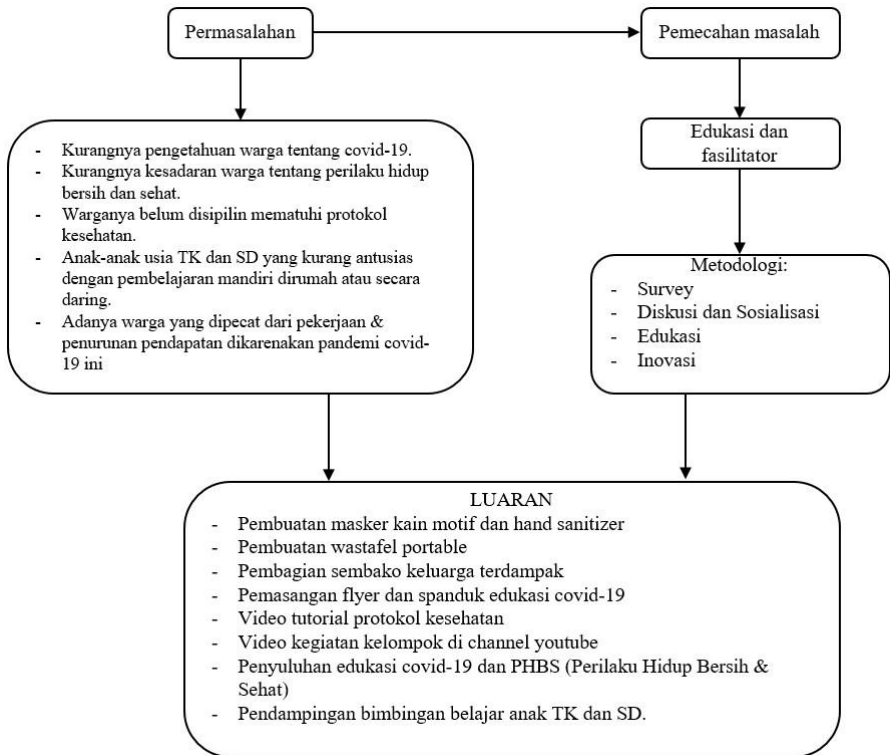 Permasalahan
Pemecahan masalah
- Kurangnya pengetahuan warga tentang covid-19.
- Kurangnya kesadaran warga tentang perilaku hidup
bersih dan sehat.
- Warganya belum disipilin mematuhi protokol
kesehatan.
- Anak-anak usia TK dan SD yang kurang antusias
dengan pembelajaran mandiri dirumah atau secara
daring.
- Adanya warga yang dipecat dari pekerjaan &
penurunan pendapatan dikarenakan pandemi covid-
19 ini
Edukasi dan
fasilitator
Metodologi:
- Survey
- Diskusi dan Sosialisasi
- Edukasi
- Inovasi
LUARAN
- Pembuatan masker kain motif dan hand sanitizer
- Pembuatan wastafel portable
- Pembagian sembako keluarga terdampak
- Pemasangan flyer dan spanduk edukasi covid-19
- Video tutorial protokol kesehatan
- Video kegiatan kelompok di channel youtube
- Penyuluhan edukasi covid-19 dan PHBS (Perilaku Hidup Bersih &
Sehat)
- Pendampingan bimbingan belajar anak TK dan SD.